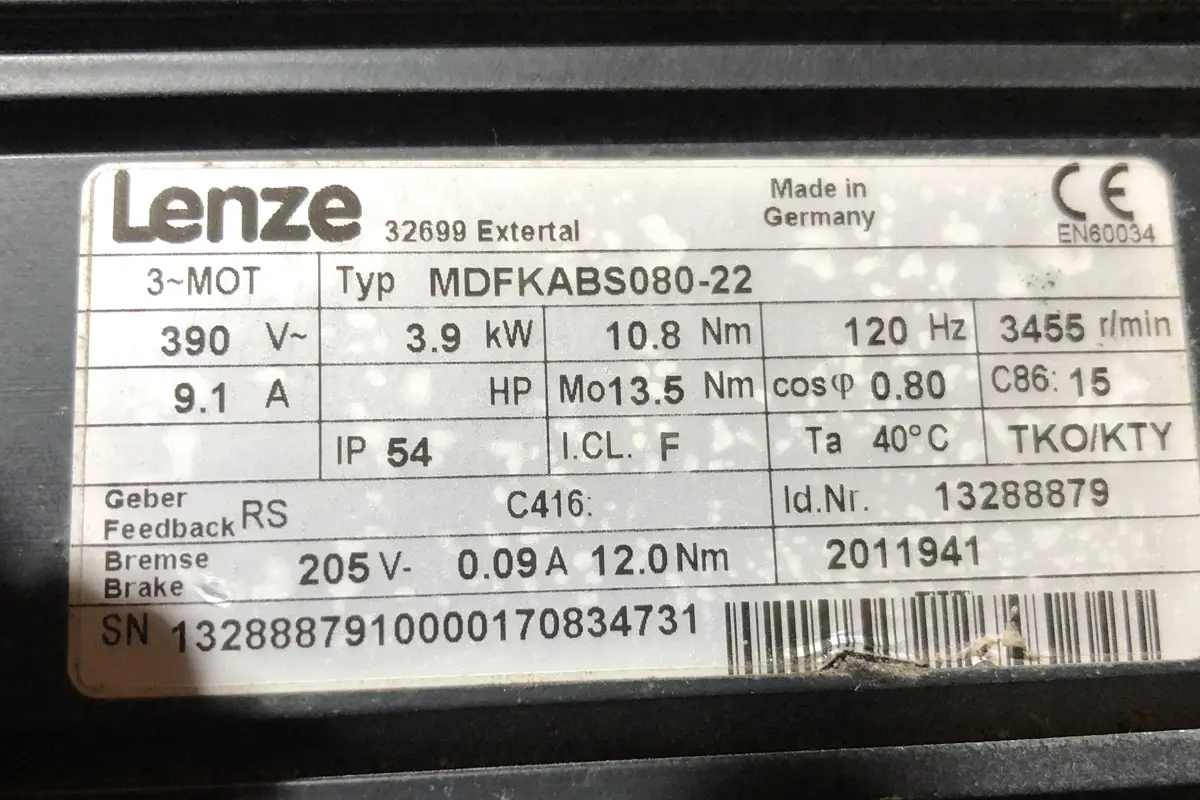 Lenze 32699 Extertal Made in Germany CE EN60034
3~MOT Typ MDFKABS080-22
390 V~ 3.9 kW 10.8 Nm 120 Hz 3455 r/min
9.1 A HP Mo13.5 Nm cosφ 0.80 C86: 15
IP 54 I.CL. F Ta 40°C TKO/KTY
Geber
Feedback RS C416: Id.Nr. 13288879
Bremse
Brake 205 V- 0.09 A 12.0 Nm 2011941
SN 1328887910000170834731